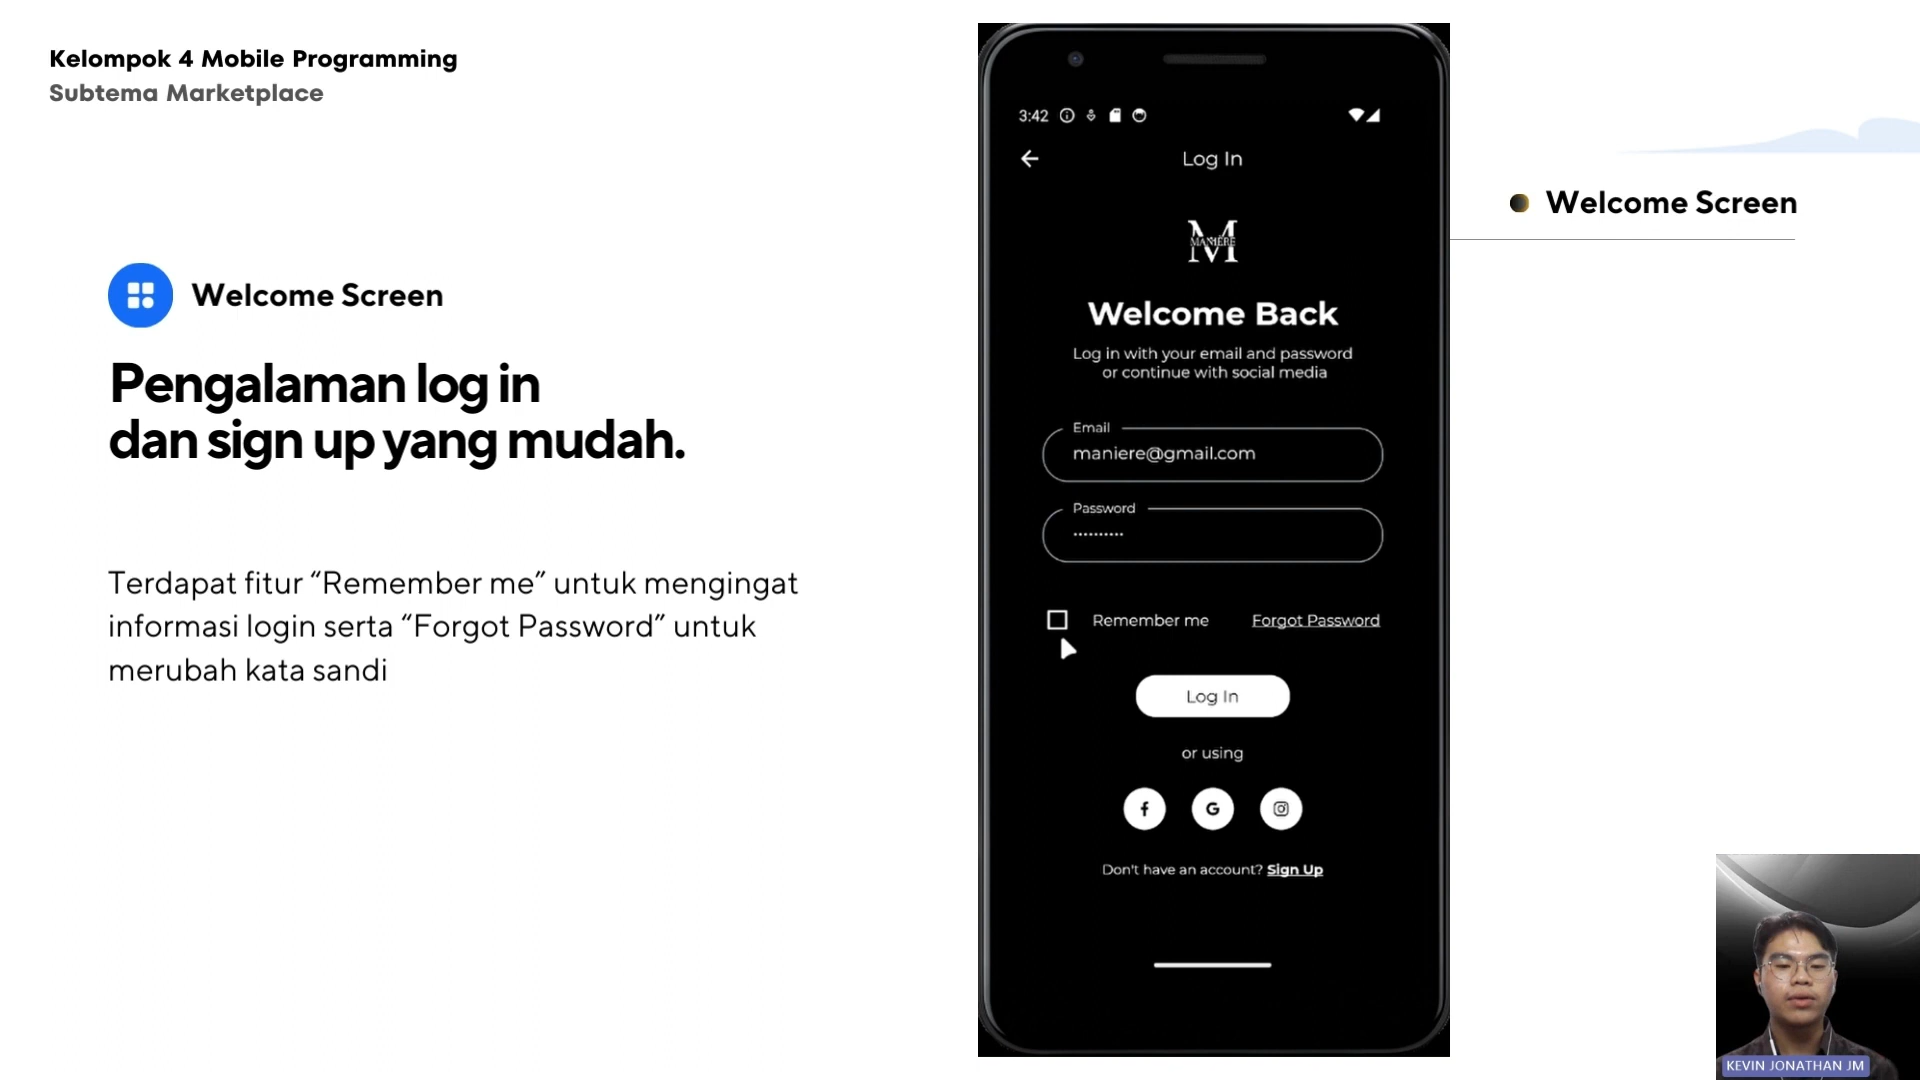 Kelompok 4 Mobile Programming
Subtema Marketplace
Welcome Screen
Pengalaman log in
dan sign up yang mudah.
Terdapat fitur “Remember me” untuk mengingat
informasi login serta “Forgot Password” untuk
merubah kata sandi
3:42
Log In
M
MANIERE
Welcome Back
Log in with your email and password
or continue with social media
Email
maniere@gmail.com
Password
Remember me Forgot Password
Log In
or using
Don't have an account? Sign Up
Welcome Screen
KEVIN JONATHAN JM